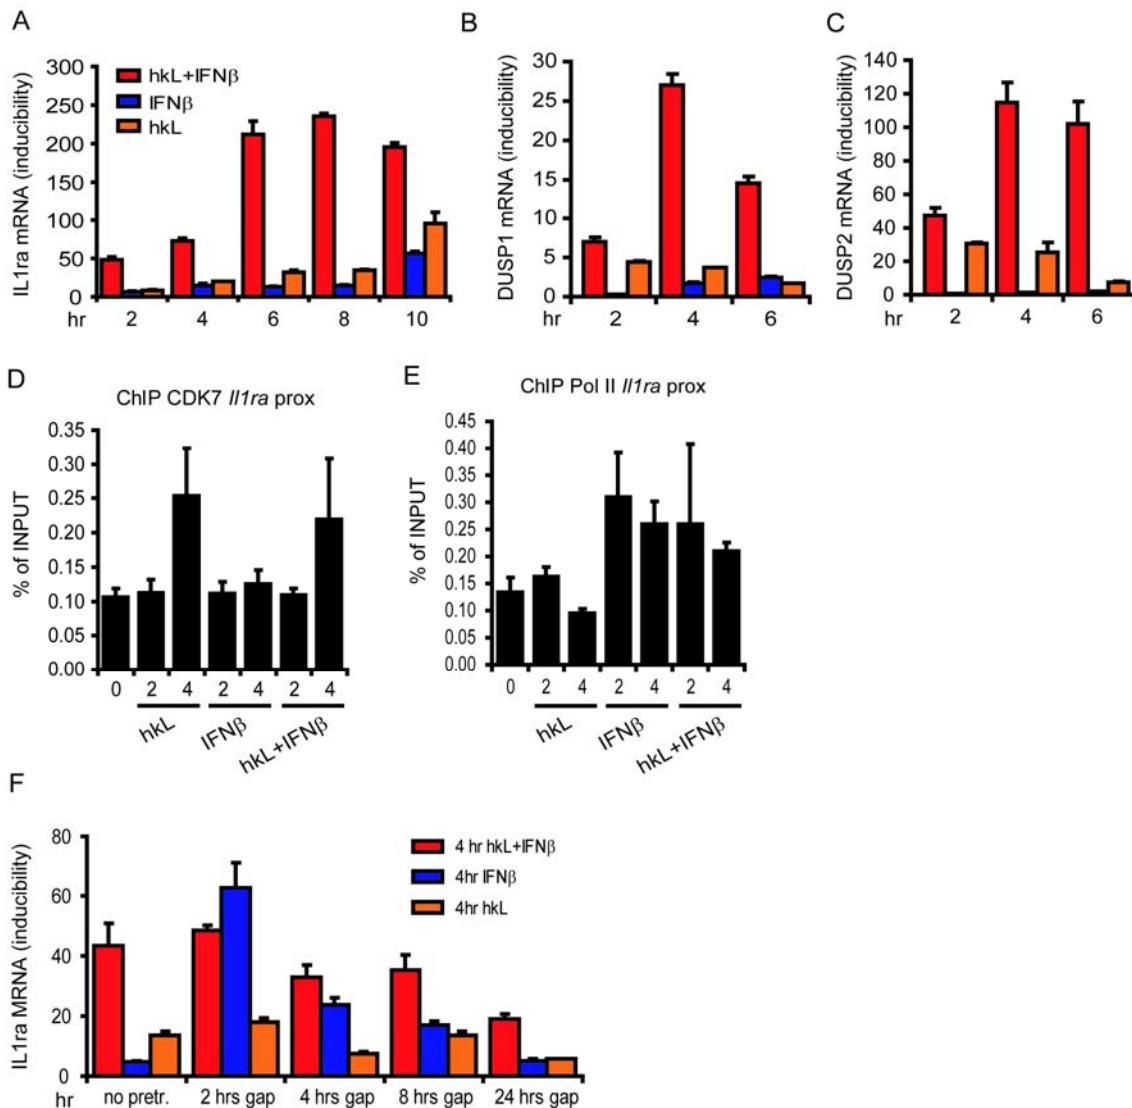 A
IL1ra mRNA (inducibility)
300
250
200
150
100
50
0
hkL+IFNβ
IFNβ
hkL
hr 2 4 6 8 10
B
DUSP1 mRNA (inducibility)
30
25
20
15
10
5
0
hr 2 4 6
C
DUSP2 mRNA (inducibility)
140
120
100
80
60
40
20
0
hr 2 4 6
D
ChIP CDK7 Il1ra prox
% of INPUT
0.35
0.30
0.25
0.20
0.15
0.10
0.05
0.00
0 2 4 2 4 2 4
hkL IFNβ hkL+IFNβ
E
ChIP Pol II Il1ra prox
% of INPUT
0.45
0.40
0.35
0.30
0.25
0.20
0.15
0.10
0.05
0.00
0 2 4 2 4 2 4
hkL IFNβ hkL+IFNβ
F
IL1ra MRNA (inducibility)
80
60
40
20
0
4 hr hkL+IFNβ
4hr IFNβ
4hr hkL
hr no pretr. 2 hrs gap 4 hrs gap 8 hrs gap 24 hrs gap